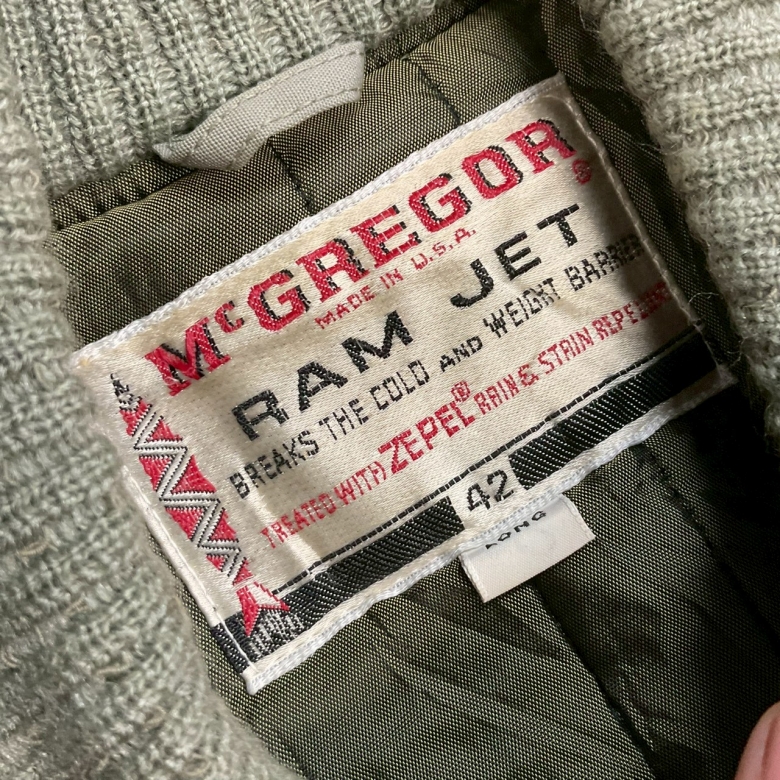 McGREGOR®
MADE IN U.S.A.
RAM JET
BREAKS THE COLD AND WEIGHT BARRIER
TREATED WITH ZEPEL® RAIN & STAIN REPELLENT
42
LONG